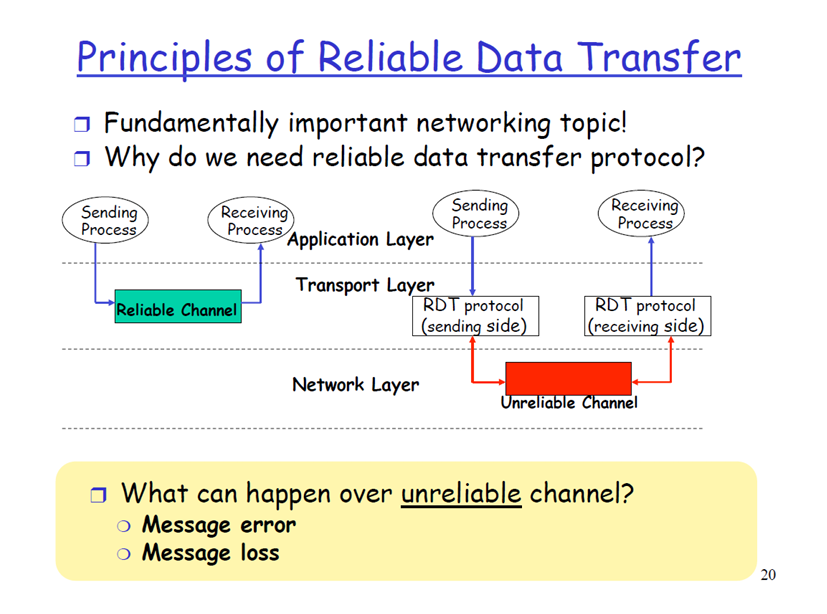 Principles of Reliable Data Transfer
Fundamentally important networking topic!
Why do we need reliable data transfer protocol?
Sending
Process
Receiving
Process
Application Layer
Sending
Process
Receiving
Process
Transport Layer
Reliable Channel
RDT protocol
(sending side)
RDT protocol
(receiving side)
Network Layer
Unreliable Channel
What can happen over unreliable channel?
Message error
Message loss
20